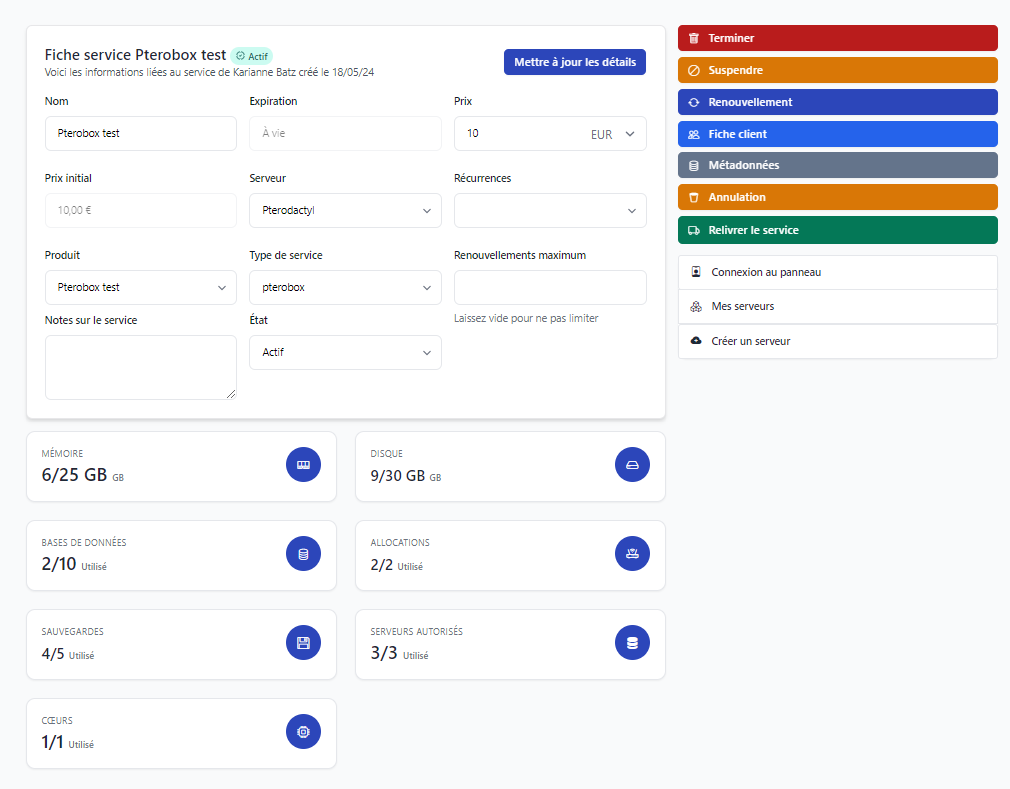 Fiche service Pterobox test Actif
Voici les informations liées au service de Karianne Batz créé le 18/05/24
Mettre à jour les détails
Nom Expiration Prix
Pterobox test À vie 10 EUR
Prix initial Serveur Récurrences
10,00 € Pterodactyl
Produit Type de service Renouvellements maximum
Pterobox test pterobox
Notes sur le service État Laissez vide pour ne pas limiter
Actif
MÉMOIRE
6/25 GB GB
DISQUE
9/30 GB GB
BASES DE DONNÉES
2/10 Utilisé
ALLOCATIONS
2/2 Utilisé
SAUVEGARDES
4/5 Utilisé
SERVEURS AUTORISÉS
3/3 Utilisé
CŒURS
1/1 Utilisé
Terminer
Suspendre
Renouvellement
Fiche client
Métadonnées
Annulation
Relivrer le service
Connexion au panneau
Mes serveurs
Créer un serveur